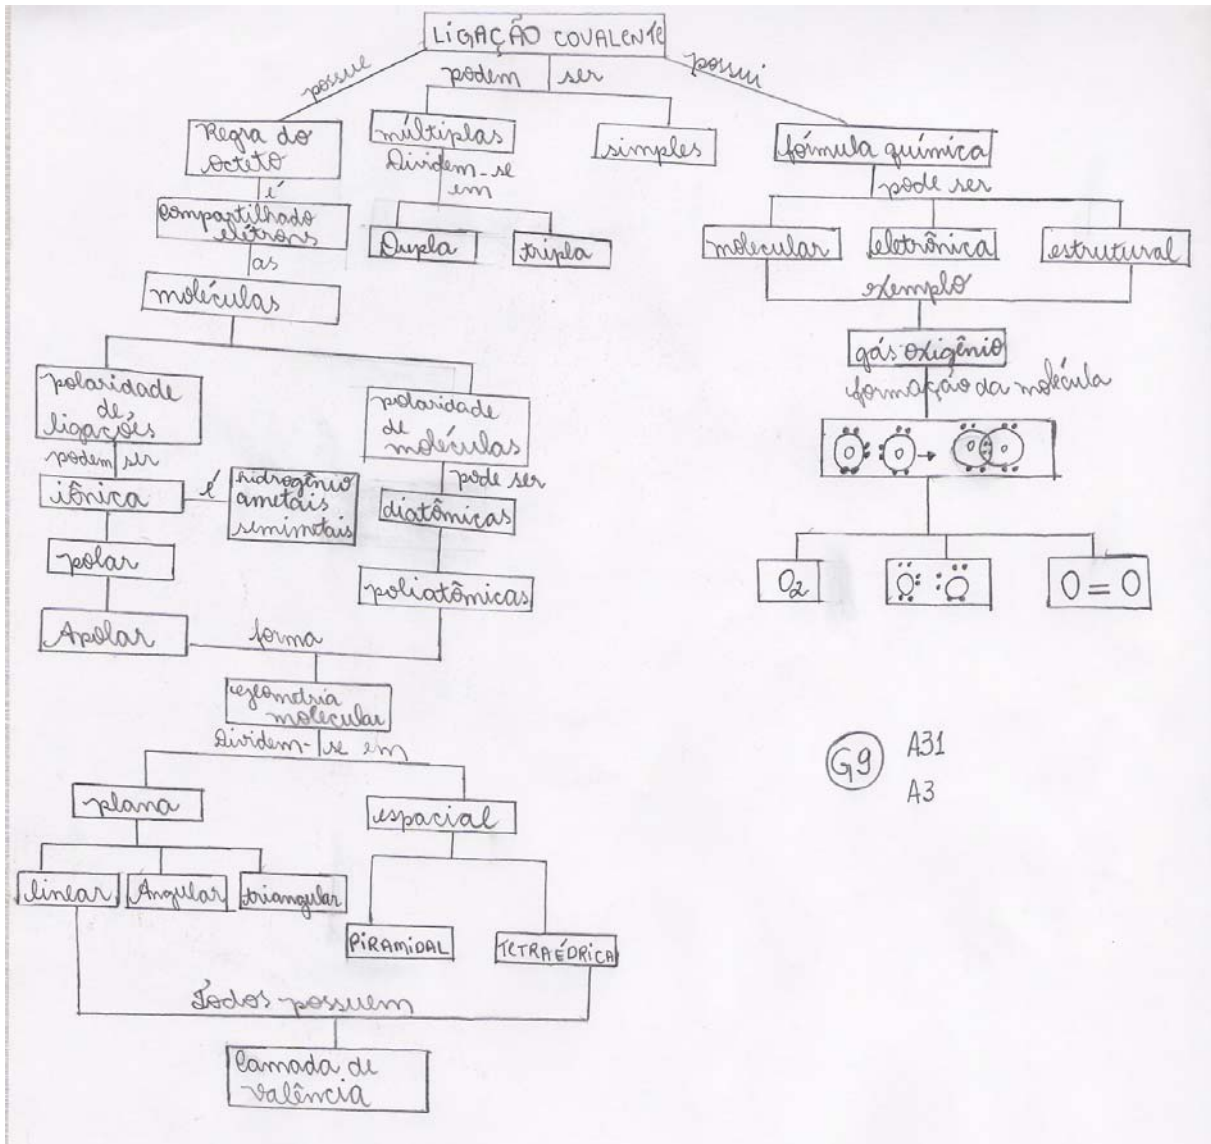 LIGAÇÃO COVALENTE
possue
podem ser
possui
Regra do
octeto
múltiplas
simples
fórmula química
Dividem-se
em
pode ser
é
compartilhado
elétrons
Dupla
tripla
molecular
eletrônica
estrutural
as
moléculas
exemplo
gás oxigênio
formação da molécula
polaridade
de
ligações
polaridade
de
moléculas
podem ser
pode ser
iônica
é
hidrogênio
ametais
semimetais
diatômicas
polar
poliatômicas
O2
O O
O = O
Apolar
forma
geometria
molecular
Dividem-se em
G9
A31
A3
plana
espacial
linear
Angular
triangular
PIRAMIDAL
TETRAÉDRICA
Todos possuem
Camada de
valência